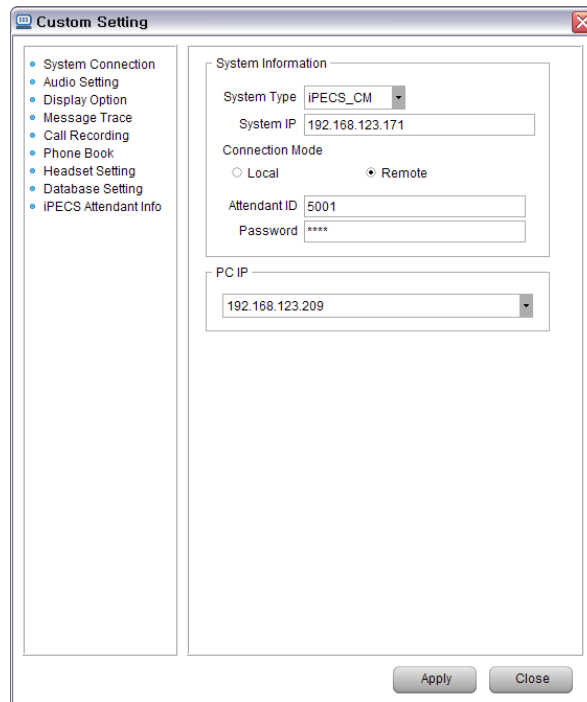 Custom Setting
System Connection
Audio Setting
Display Option
Message Trace
Call Recording
Phone Book
Headset Setting
Database Setting
iPECS Attendant Info
System Information
System Type iPECS_CM
System IP 192.168.123.171
Connection Mode
Local Remote
Attendant ID 5001
Password ****
PC IP
192.168.123.209
Apply Close